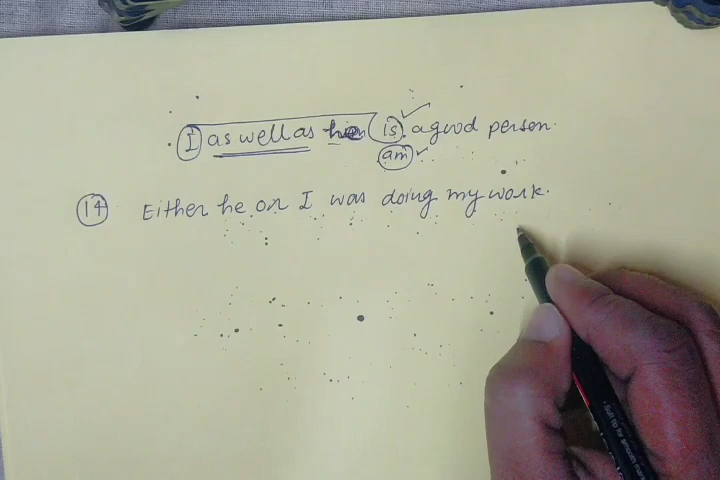 I as well as he is a good person.
am
14 Either he or I was doing my work.